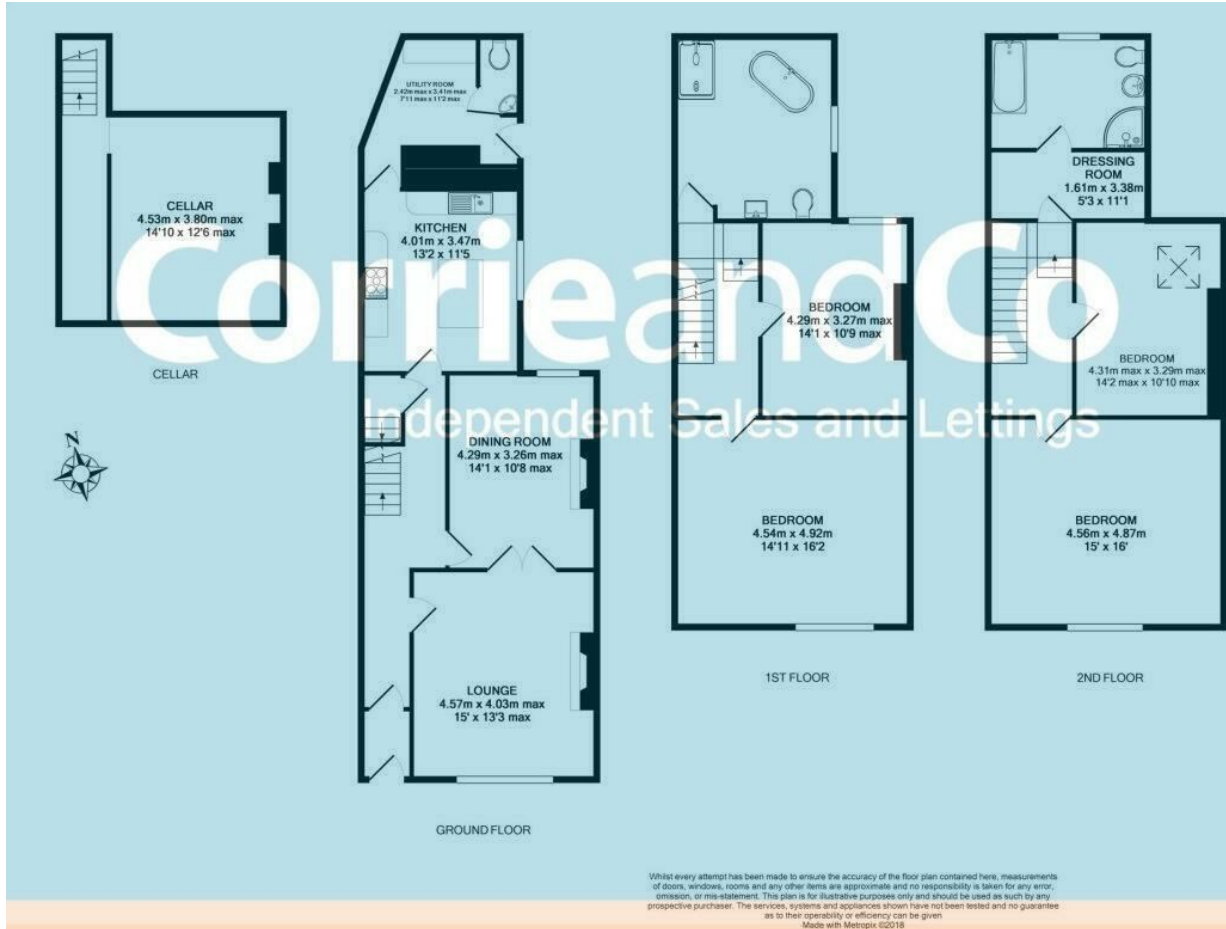 CELLAR
4.53m x 3.80m max
14'10 x 12'6 max
CELLAR
N
UTILITY ROOM
2.42m max x 3.41m max
7'11 max x 11'2 max
KITCHEN
4.01m x 3.47m
13'2 x 11'5
DINING ROOM
4.29m x 3.26m max
14'1 x 10'8 max
LOUNGE
4.57m x 4.03m max
15' x 13'3 max
GROUND FLOOR
BEDROOM
4.29m x 3.27m max
14'1 x 10'9 max
BEDROOM
4.54m x 4.92m
14'11 x 16'2
1ST FLOOR
DRESSING
ROOM
1.61m x 3.38m
5'3 x 11'1
BEDROOM
4.31m max x 3.29m max
14'2 max x 10'10 max
BEDROOM
4.56m x 4.87m
15' x 16'
2ND FLOOR
CorrieandCo
Independent Sales and Lettings
Whilst every attempt has been made to ensure the accuracy of the floor plan contained here, measurements
of doors, windows, rooms and any other items are approximate and no responsibility is taken for any error,
omission, or mis-statement. This plan is for illustrative purposes only and should be used as such by any
prospective purchaser. The services, systems and appliances shown have not been tested and no guarantee
as to their operability or efficiency can be given
Made with Metropix ©2018